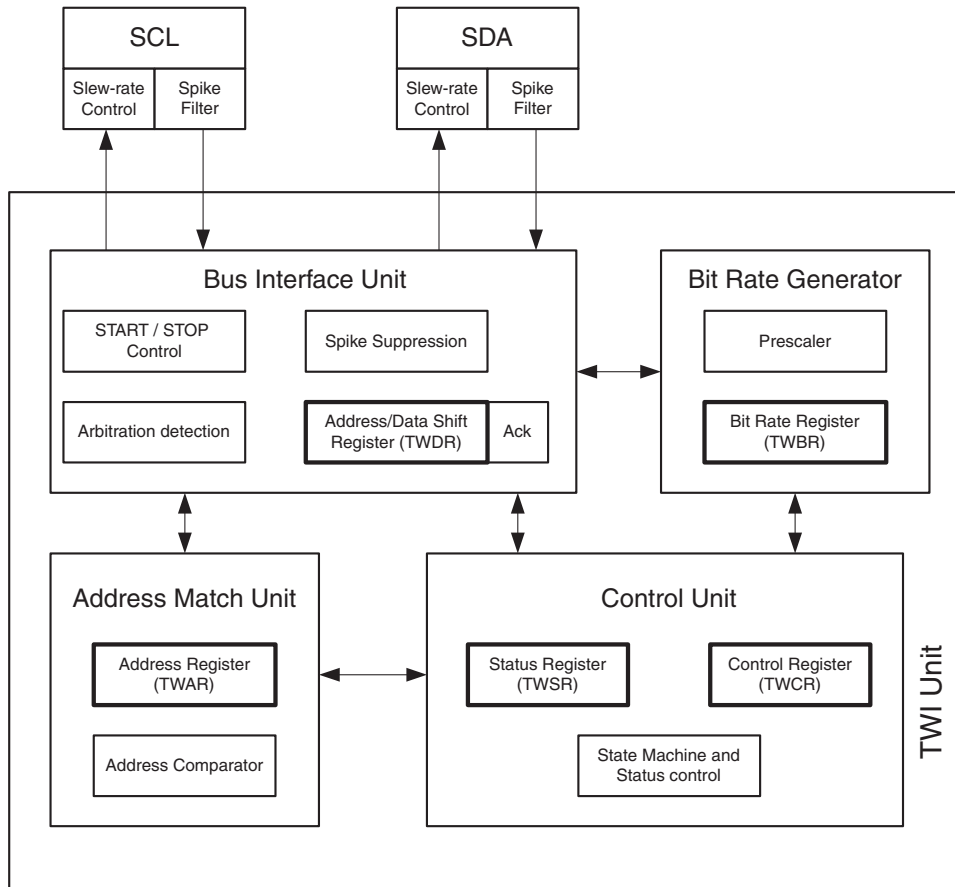 SCL
Slew-rate
Control
Spike
Filter
SDA
Slew-rate
Control
Spike
Filter
Bus Interface Unit
START / STOP
Control
Spike Suppression
Arbitration detection
Address/Data Shift
Register (TWDR)
Ack
Bit Rate Generator
Prescaler
Bit Rate Register
(TWBR)
Address Match Unit
Address Register
(TWAR)
Address Comparator
Control Unit
Status Register
(TWSR)
Control Register
(TWCR)
State Machine and
Status control
TWI Unit